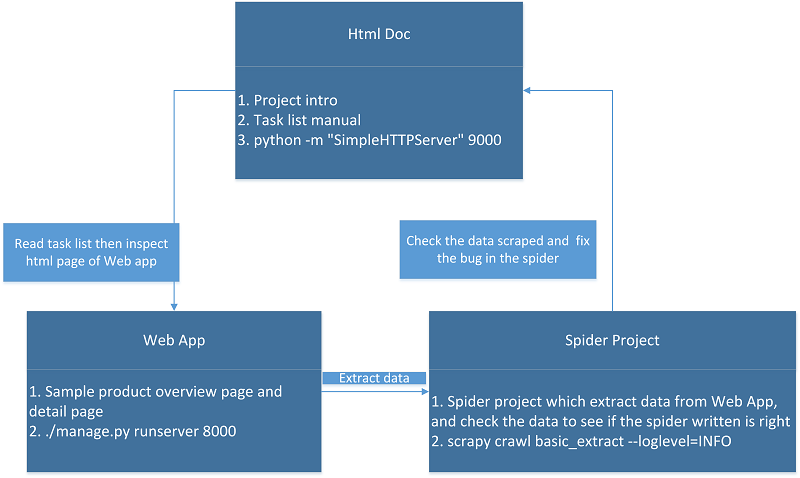 Html Doc
1. Project intro
2. Task list manual
3. python -m "SimpleHTTPServer" 9000
Read task list then inspect
html page of Web app
Check the data scraped and fix
the bug in the spider
Web App
1. Sample product overview page and
detail page
2. ./manage.py runserver 8000
Extract data
Spider Project
1. Spider project which extract data from Web App,
and check the data to see if the spider written is right
2. scrapy crawl basic_extract --loglevel=INFO